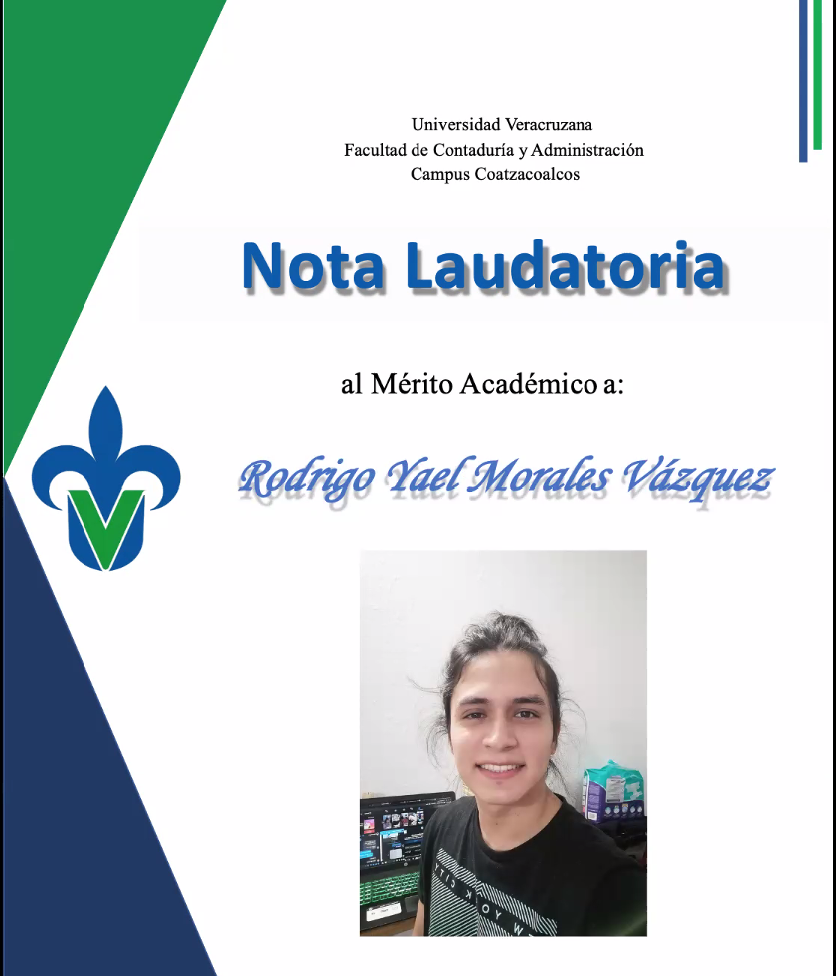 Universidad Veracruzana
Facultad de Contaduría y Administración
Campus Coatzacoalcos
Nota Laudatoria
al Mérito Académico a:
Rodrigo Yael Morales Vázquez
V